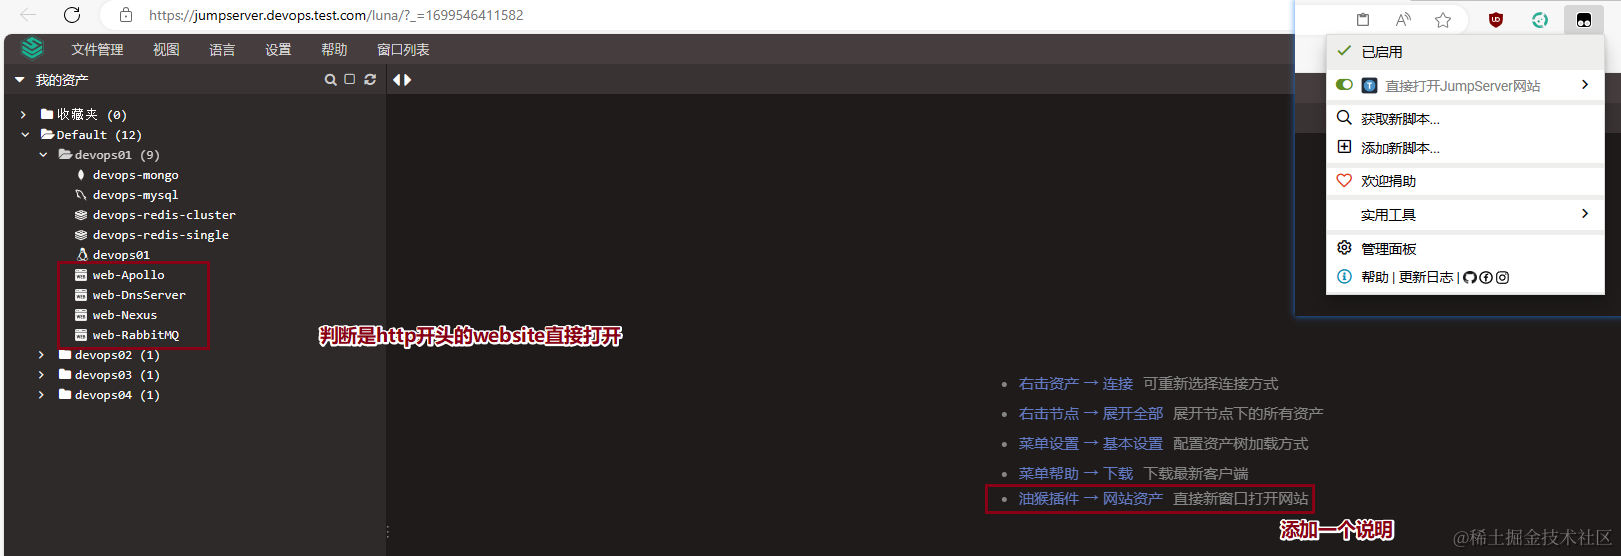 https://jumpserver.devops.test.com/luna/?_=1699546411582
文件管理 视图 语言 设置 帮助 窗口列表
我的资产
收藏夹 (0)
Default (12)
devops01 (9)
devops-mongo
devops-mysql
devops-redis-cluster
devops-redis-single
devops01
web-Apollo
web-DnsServer
web-Nexus
web-RabbitMQ
devops02 (1)
devops03 (1)
devops04 (1)
判断是http开头的website直接打开
右击资产 → 连接 可重新选择连接方式
右击节点 → 展开全部 展开节点下的所有资产
菜单设置 → 基本设置 配置资产树加载方式
菜单帮助 → 下载 下载最新客户端
油猴插件 → 网站资产 直接新窗口打开网站
添加一个说明
已启用
直接打开JumpServer网站
获取新脚本...
添加新脚本...
欢迎捐助
实用工具
管理面板
帮助 | 更新日志 |
@稀土掘金技术社区